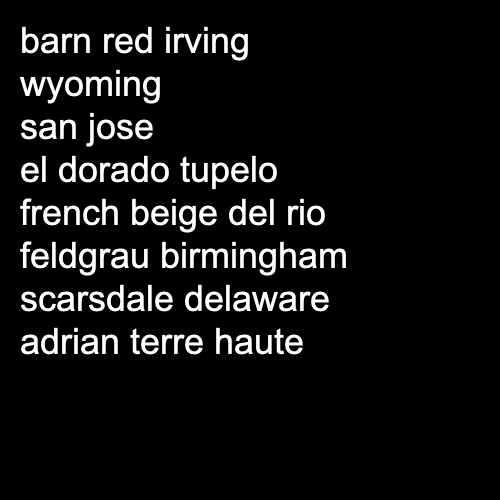 barn red irving
wyoming
san jose
el dorado tupelo
french beige del rio
feldgrau birmingham
scarsdale delaware
adrian terre haute